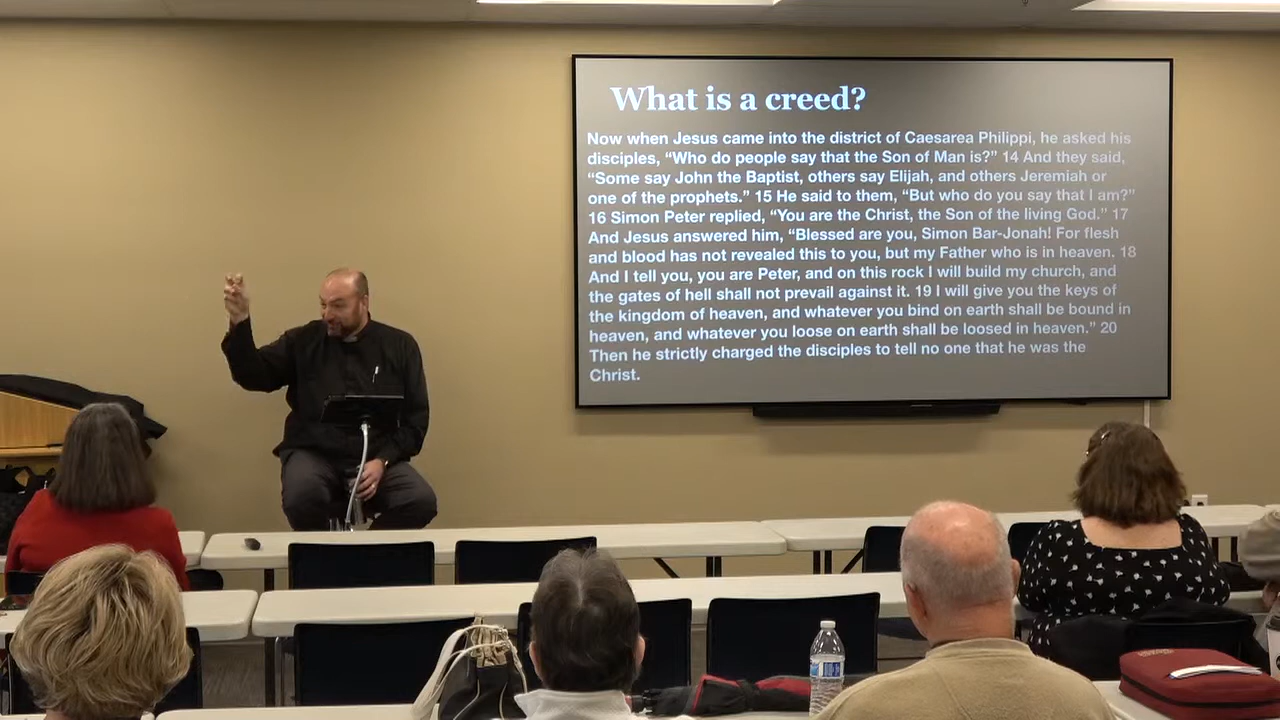 What is a creed?
Now when Jesus came into the district of Caesarea Philippi, he asked his
disciples, “Who do people say that the Son of Man is?” 14 And they said,
“Some say John the Baptist, others say Elijah, and others Jeremiah or
one of the prophets.” 15 He said to them, “But who do you say that I am?”
16 Simon Peter replied, “You are the Christ, the Son of the living God.” 17
And Jesus answered him, “Blessed are you, Simon Bar-Jonah! For flesh
and blood has not revealed this to you, but my Father who is in heaven. 18
And I tell you, you are Peter, and on this rock I will build my church, and
the gates of hell shall not prevail against it. 19 I will give you the keys of
the kingdom of heaven, and whatever you bind on earth shall be bound in
heaven, and whatever you loose on earth shall be loosed in heaven.” 20
Then he strictly charged the disciples to tell no one that he was the
Christ.